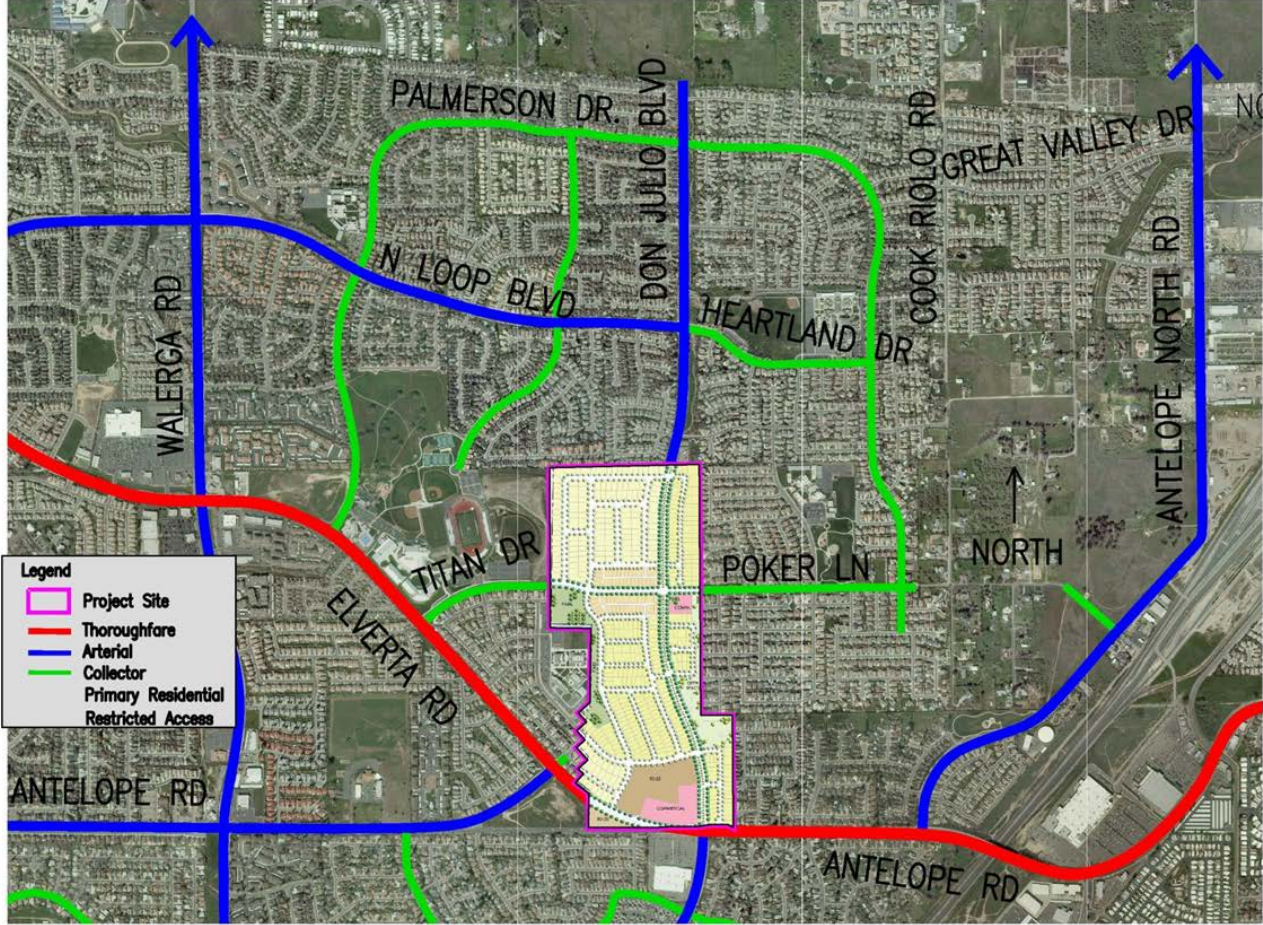 PALMERSON DR.
DON JULIO BLVD
COOK RIOLO RD
GREAT VALLEY DR
NO
WALERGA RD
N LOOP BLVD
HEARTLAND DR
ANTELOPE NORTH RD
TITAN DR
POKER LN
NORTH
ELVERTA RD
Legend
Project Site
Thoroughfare
Arterial
Collector
Primary Residential
Restricted Access
ANTELOPE RD
COMMERCIAL
ANTELOPE RD